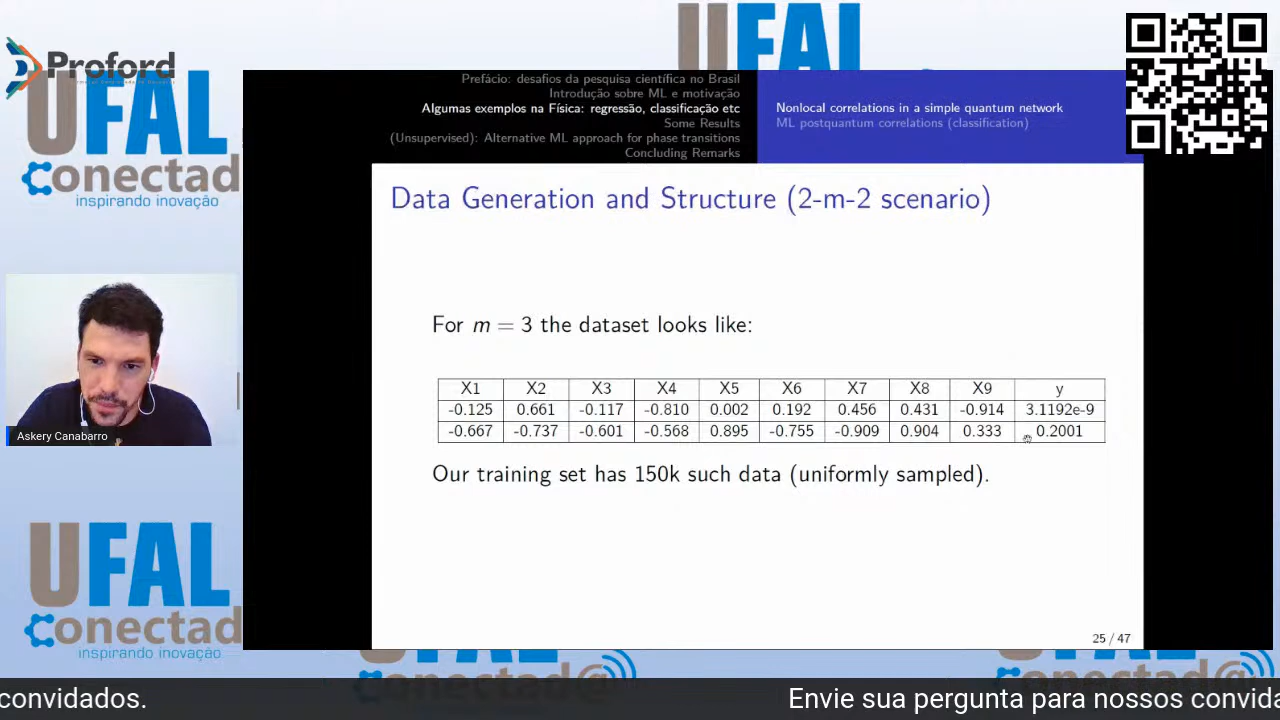 Proford
UFAL
conectad
inspirando inovação
UFAL
Prefácio: desafios da pesquisa científica no Brasil
Introdução sobre ML e motivação
Algumas exemplos na Física: regressão, classificação etc
Some Results
(Unsupervised): Alternative ML approach for phase transitions
Concluding Remarks
Nonlocal correlations in a simple quantum network
ML postquantum correlations (classification)
Data Generation and Structure (2-m-2 scenario)
For m = 3 the dataset looks like:
X1 X2 X3 X4 X5 X6 X7 X8 X9 y
-0.125 0.661 -0.117 -0.810 0.002 0.192 0.456 0.431 -0.914 3.1192e-9
-0.667 -0.737 -0.601 -0.568 0.895 -0.755 -0.909 0.904 0.333 0.2001
Our training set has 150k such data (uniformly sampled).
25 / 47
Askery Canabarro
UFAL
conectad
inspirando inovação
conectad@
convidados.
Envie sua pergunta para nossos convida